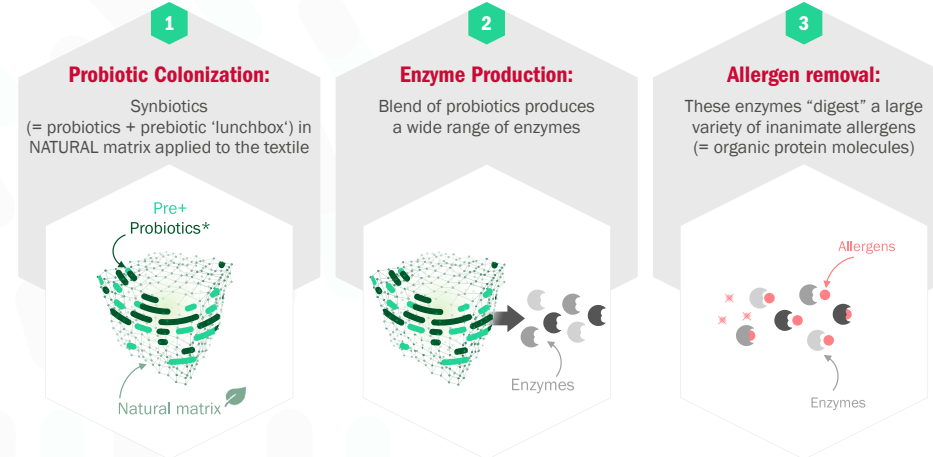 1
Probiotic Colonization:
Synbiotics
(= probiotics + prebiotic ‘lunchbox‘) in
NATURAL matrix applied to the textile
Pre+
Probiotics*
Natural matrix
2
Enzyme Production:
Blend of probiotics produces
a wide range of enzymes
Enzymes
3
Allergen removal:
These enzymes “digest” a large
variety of inanimate allergens
(= organic protein molecules)
Allergens
Enzymes